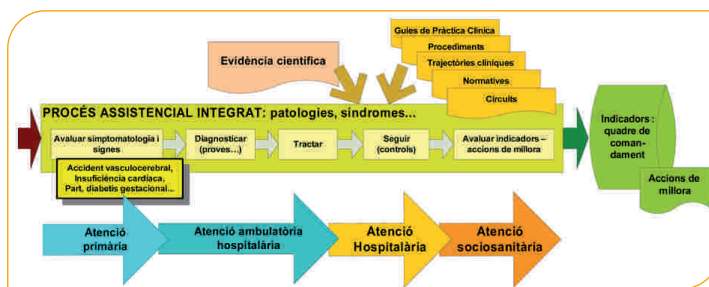 Evidència científica
Guies de Pràctica Clínica
Procediments
Trajectòries clíniques
Normatives
Circuits
PROCÉS ASSISTENCIAL INTEGRAT: patologies, síndromes...
Avaluar simptomatologia i
signes
Diagnosticar
(proves...)
Tractar
Seguir
(controls)
Avaluar indicadors –
accions de millora
Accident vasculocerebral,
Insuficiència cardíaca,
Part, diabetis gestacional...
Indicadors :
quadre de
coman-
dament
Accions de
millora
Atenció
primària
Atenció ambulatòria
hospitalària
Atenció
Hospitalària
Atenció
sociosanitària